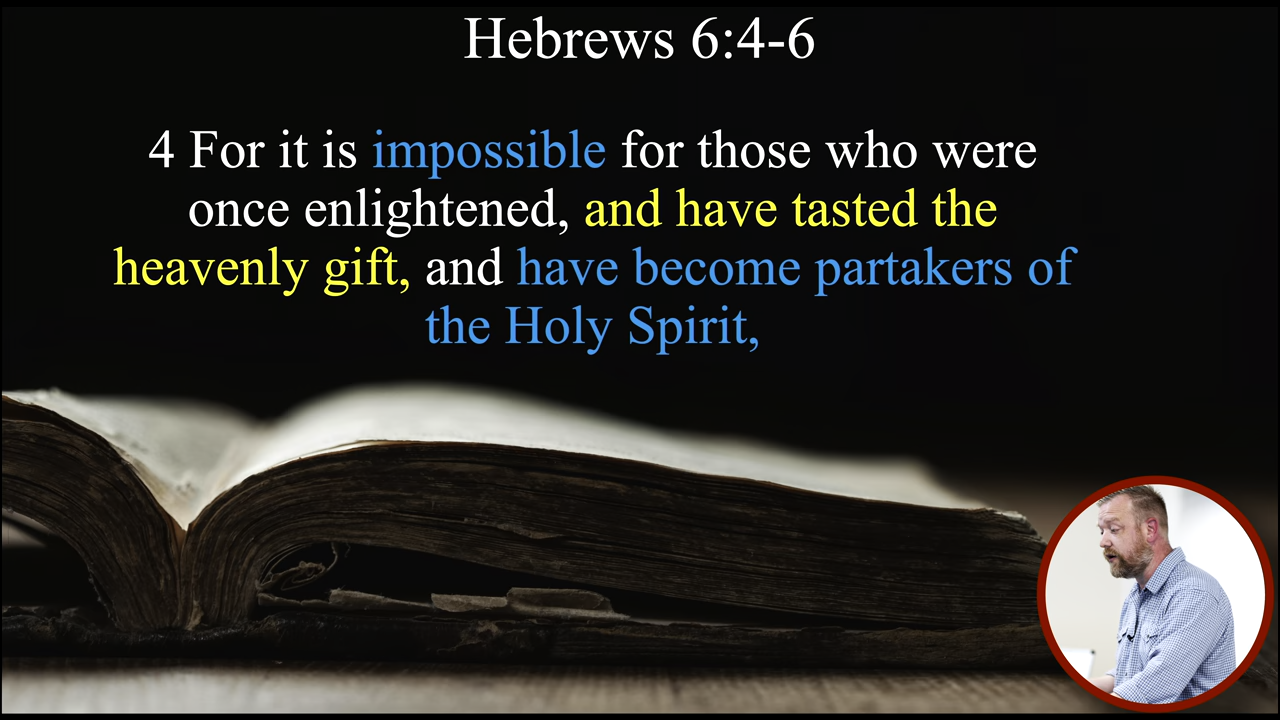 Hebrews 6:4-6
4 For it is impossible for those who were
once enlightened, and have tasted the
heavenly gift, and have become partakers of
the Holy Spirit,